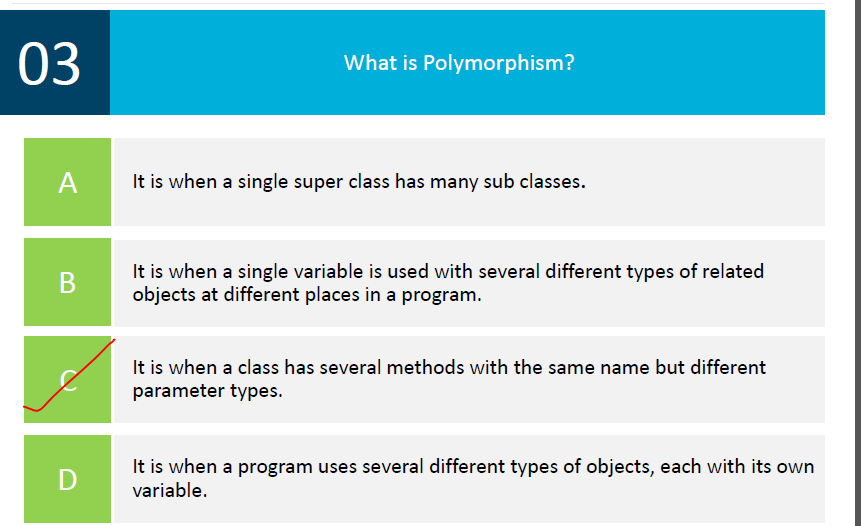 03
What is Polymorphism?
A
It is when a single super class has many sub classes.
B
It is when a single variable is used with several different types of related
objects at different places in a program.
C
It is when a class has several methods with the same name but different
parameter types.
D
It is when a program uses several different types of objects, each with its own
variable.